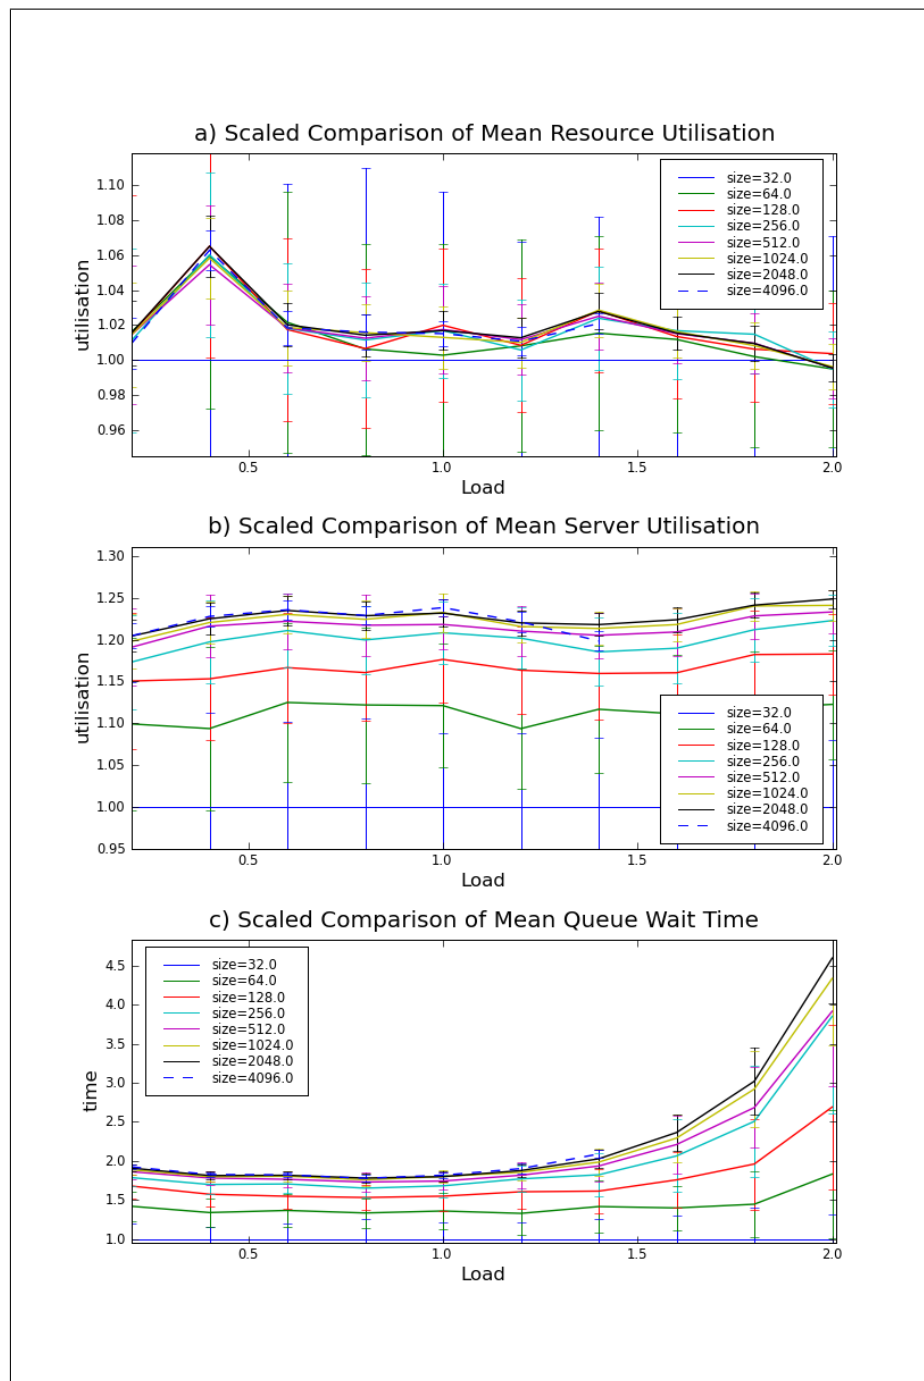 a) Scaled Comparison of Mean Resource Utilisation
utilisation
1.10
1.08
1.06
1.04
1.02
1.00
0.98
0.96
size=32.0
size=64.0
size=128.0
size=256.0
size=512.0
size=1024.0
size=2048.0
size=4096.0
0.5 1.0 1.5 2.0
Load
b) Scaled Comparison of Mean Server Utilisation
utilisation
1.30
1.25
1.20
1.15
1.10
1.05
1.00
0.95
size=32.0
size=64.0
size=128.0
size=256.0
size=512.0
size=1024.0
size=2048.0
size=4096.0
0.5 1.0 1.5 2.0
Load
c) Scaled Comparison of Mean Queue Wait Time
time
4.5
4.0
3.5
3.0
2.5
2.0
1.5
1.0
size=32.0
size=64.0
size=128.0
size=256.0
size=512.0
size=1024.0
size=2048.0
size=4096.0
0.5 1.0 1.5 2.0
Load